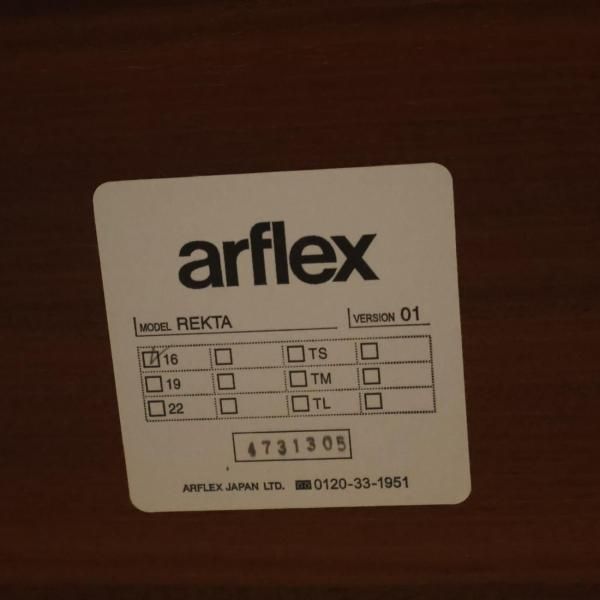 arflex
MODEL REKTA VERSION 01
☑ 16 ☐ ☐ TS ☐
☐ 19 ☐ ☐ TM ☐
☐ 22 ☐ ☐ TL ☐
4731305
ARFLEX JAPAN LTD. 0120-33-1951